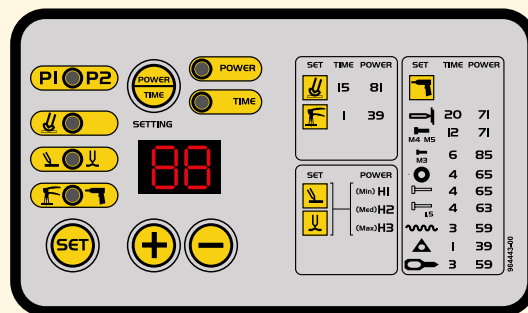 P1 P2
POWER
TIME
POWER
TIME
SETTING
88
SET
SET TIME POWER
15 81
1 39
SET POWER
(Min) H1
(Med) H2
(Max) H3
SET TIME POWER
20 71
M4 M5 12 71
M3 6 85
4 65
4 65
1,5 4 63
3 59
1 39
3 59
964443-00